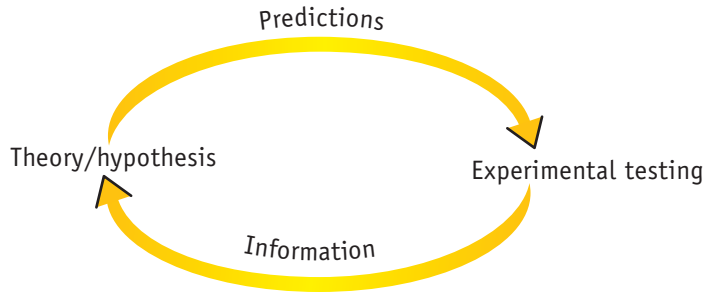 Predictions
Theory/hypothesis
Experimental testing
Information